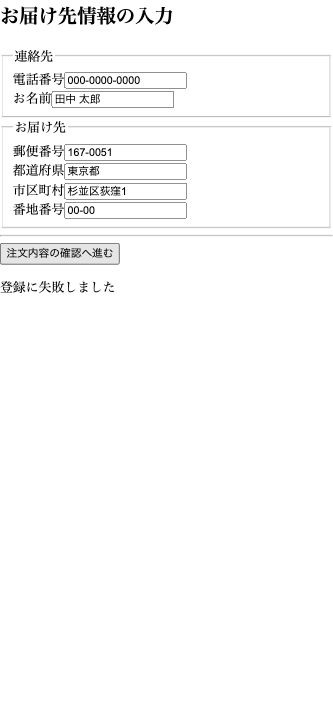 お届け先情報の入力
連絡先
電話番号 000-0000-0000
お名前 田中 太郎
お届け先
郵便番号 167-0051
都道府県 東京都
市区町村 杉並区荻窪1
番地番号 00-00
注文内容の確認へ進む
登録に失敗しました